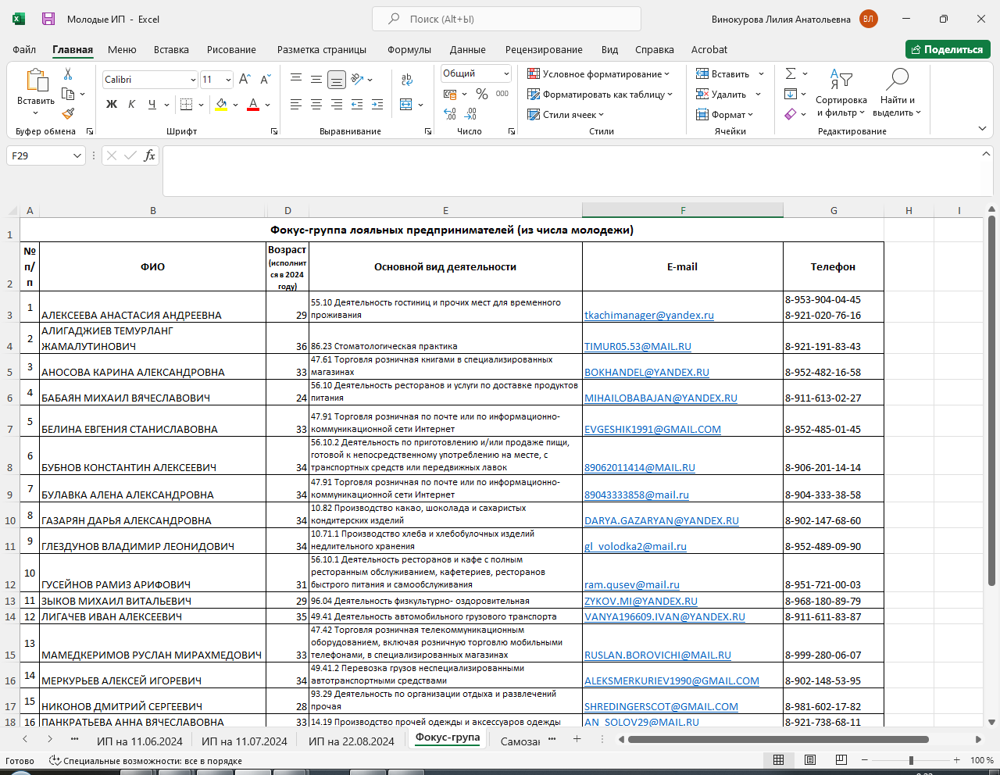 Молодые ИП - Excel
Поиск (Alt+Ы)
Винокурова Лилия Анатольевна ВЛ
Файл Главная Меню Вставка Рисование Разметка страницы Формулы Данные Рецензирование Вид Справка Acrobat Поделиться
Calibri 11 Общий Условное форматирование Вставить
Вставить Форматировать как таблицу Удалить Сортировка и фильтр Найти и выделить
Ж К Ч Стили ячеек Формат
Буфер обмена Шрифт Выравнивание Число Стили Ячейки Редактирование
F29 fx
A B D E F G H I
1 Фокус-группа лояльных предпринимателей (из числа молодежи)
2 № п/п ФИО Возраст (исполнится в 2024 году) Основной вид деятельности E-mail Телефон
3 1 АЛЕКСЕЕВА АНАСТАСИЯ АНДРЕЕВНА 29 55.10 Деятельность гостиниц и прочих мест для временного проживания tkachimanager@yandex.ru 8-953-904-04-45 8-921-020-76-16
4 2 АЛИГАДЖИЕВ ТЕМУРЛАНГ ЖАМАЛУТИНОВИЧ 36 86.23 Стоматологическая практика TIMUR05.53@MAIL.RU 8-921-191-83-43
5 3 АНОСОВА КАРИНА АЛЕКСАНДРОВНА 33 47.61 Торговля розничная книгами в специализированных магазинах BOKHANDEL@YANDEX.RU 8-952-482-16-58
6 4 БАБАЯН МИХАИЛ ВЯЧЕСЛАВОВИЧ 24 56.10 Деятельность ресторанов и услуги по доставке продуктов питания MIHAILOBABAJAN@YANDEX.RU 8-911-613-02-27
7 5 БЕЛИНА ЕВГЕНИЯ СТАНИСЛАВОВНА 33 47.91 Торговля розничная по почте или по информационно-коммуникационной сети Интернет EVGESHIK1991@GMAIL.COM 8-952-485-01-45
8 6 БУБНОВ КОНСТАНТИН АЛЕКСЕЕВИЧ 34 56.10.2 Деятельность по приготовлению и/или продаже пищи, готовой к непосредственному употреблению на месте, с транспортных средств или передвижных лавок 89062011414@MAIL.RU 8-906-201-14-14
9 7 БУЛАВКА АЛЕНА АЛЕКСАНДРОВНА 34 47.91 Торговля розничная по почте или по информационно-коммуникационной сети Интернет 89043333858@mail.ru 8-904-333-38-58
10 8 ГАЗАРЯН ДАРЬЯ АЛЕКСАНДРОВНА 34 10.82 Производство какао, шоколада и сахаристых кондитерских изделий DARYA.GAZARYAN@YANDEX.RU 8-902-147-68-60
11 9 ГЛЕЗДУНОВ ВЛАДИМИР ЛЕОНИДОВИЧ 34 10.71.1 Производство хлеба и хлебобулочных изделий недлительного хранения gl_volodka2@mail.ru 8-952-489-09-90
12 10 ГУСЕЙНОВ РАМИЗ АРИФОВИЧ 31 56.10.1 Деятельность ресторанов и кафе с полным ресторанным обслуживанием, кафетериев, ресторанов быстрого питания и самообслуживания ram.gusev@mail.ru 8-951-721-00-03
13 11 ЗЫКОВ МИХАИЛ ВИТАЛЬЕВИЧ 29 96.04 Деятельность физкультурно- оздоровительная ZYKOV.MI@YANDEX.RU 8-968-180-89-79
14 12 ЛИГАЧЕВ ИВАН АЛЕКСЕЕВИЧ 35 49.41 Деятельность автомобильного грузового транспорта VANYA196609.IVAN@YANDEX.RU 8-911-611-83-87
15 13 МАМЕДКЕРИМОВ РУСЛАН МИРАХМЕДОВИЧ 33 47.42 Торговля розничная телекоммуникационным оборудованием, включая розничную торговлю мобильными телефонами, в специализированных магазинах RUSLAN.BOROVICHI@MAIL.RU 8-999-280-06-07
16 14 МЕРКУРЬЕВ АЛЕКСЕЙ ИГОРЕВИЧ 34 49.41.2 Перевозка грузов неспециализированными автотранспортными средствами ALEKSMERKURIEV1990@GMAIL.COM 8-902-148-53-95
17 15 НИКОНОВ ДМИТРИЙ СЕРГЕЕВИЧ 28 93.29 Деятельность по организации отдыха и развлечений прочая SHREDINGERSCOT@GMAIL.COM 8-981-602-17-82
18 16 ПАНКРАТЬЕВА АННА ВЯЧЕСЛАВОВНА 33 14.19 Производство прочей одежды и аксессуаров одежды AN_SOLOV29@MAIL.RU 8-921-738-68-11
ИП на 11.06.2024 ИП на 11.07.2024 ИП на 22.08.2024 Фокус-група Самозан
Готово Специальные возможности: все в порядке 100 %